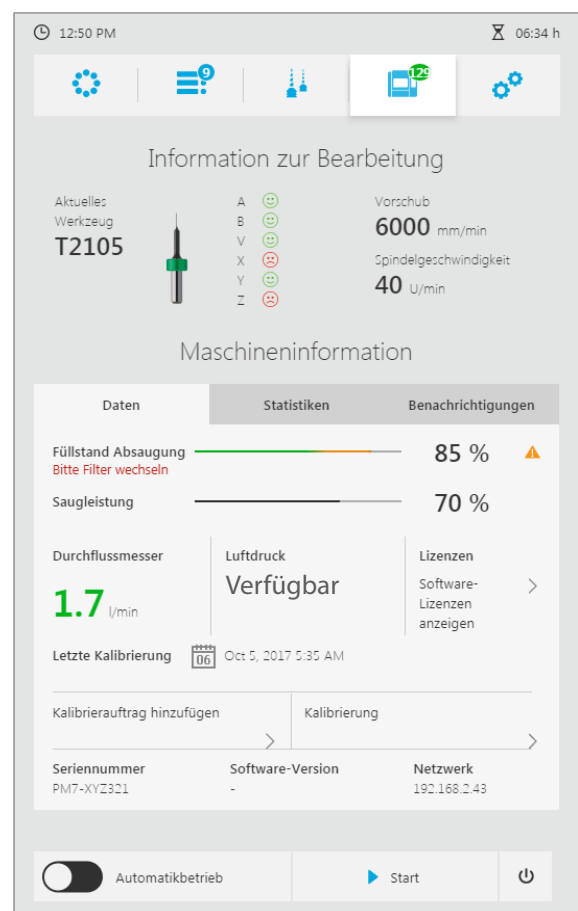 12:50 PM
06:34 h
9
129
Information zur Bearbeitung
Aktuelles
Werkzeug
T2105
A
B
V
X
Y
Z
Vorschub
6000 mm/min
Spindelgeschwindigkeit
40 U/min
Maschineninformation
Daten
Statistiken
Benachrichtigungen
Füllstand Absaugung
85 %
Bitte Filter wechseln
Saugleistung
70 %
Durchflussmesser
1.7 l/min
Luftdruck
Verfügbar
Lizenzen
Software-
Lizenzen
anzeigen
Letzte Kalibrierung
06
Oct 5, 2017 5:35 AM
Kalibrierauftrag hinzufügen
Kalibrierung
Seriennummer
PM7-XYZ321
Software-Version
-
Netzwerk
192.168.2.43
Automatikbetrieb
Start